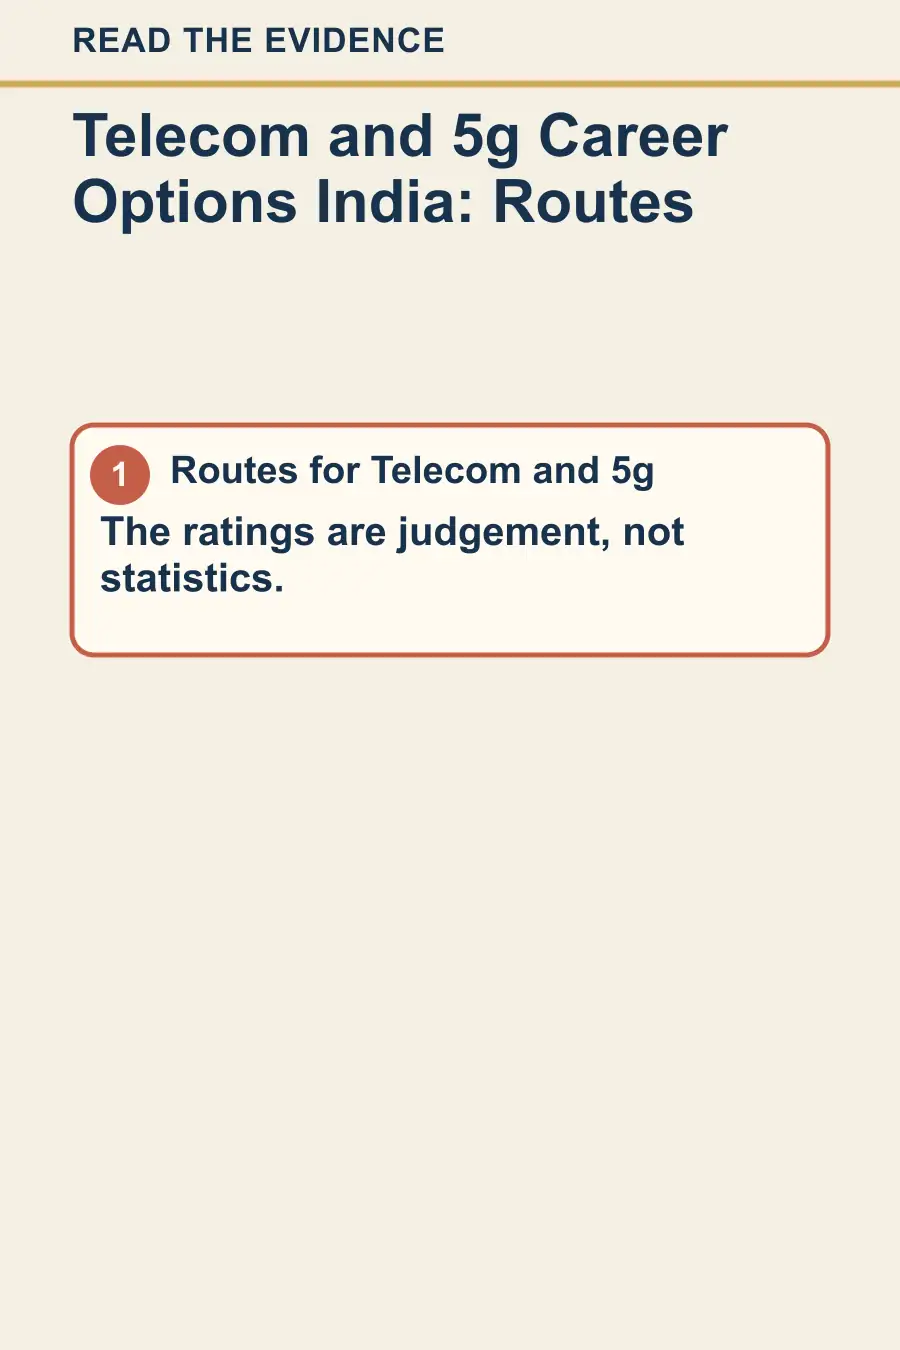 READ THE EVIDENCE
Telecom and 5g Career
Options India: Routes
1 Routes for Telecom and 5g
The ratings are judgement, not
statistics.